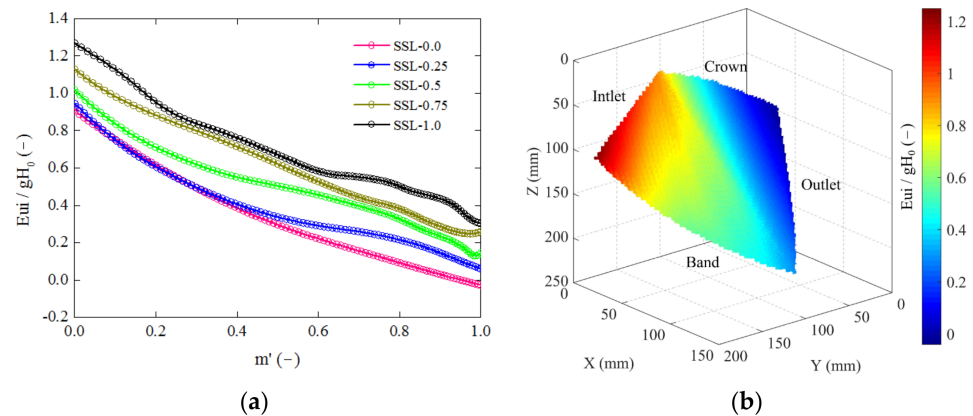 1.4
1.2
1.0
0.8
0.6
0.4
0.2
0.0
-0.2
Eui / gH₀ (−)
0.0 0.2 0.4 0.6 0.8 1.0
m' (−)
SSL-0.0
SSL-0.25
SSL-0.5
SSL-0.75
SSL-1.0
(a)
0
50
100
150
200
250
Z (mm)
Crown
Intlet
Outlet
Band
0
50
100
150
X (mm)
200
150
100
50
0
Y (mm)
1.2
1
0.8
0.6
0.4
0.2
0
Eui / gH₀ (−)
(b)